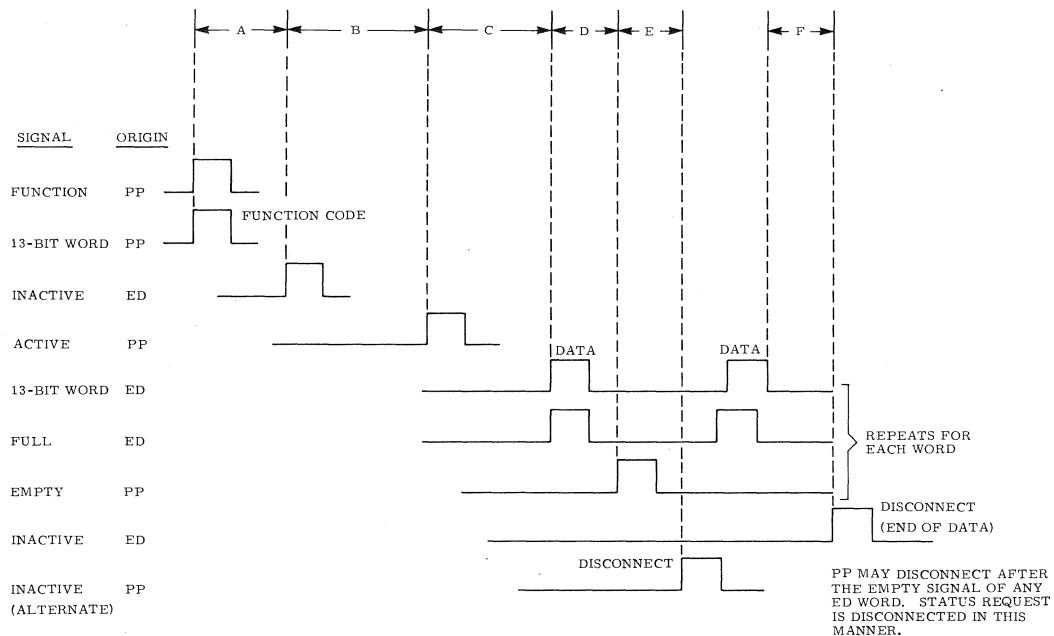 A B C D E F
SIGNAL ORIGIN
FUNCTION PP
FUNCTION CODE
13-BIT WORD PP
INACTIVE ED
ACTIVE PP
DATA DATA
13-BIT WORD ED
FULL ED
REPEATS FOR
EACH WORD
EMPTY PP
DISCONNECT
(END OF DATA)
INACTIVE ED
DISCONNECT
INACTIVE PP
(ALTERNATE)
PP MAY DISCONNECT AFTER
THE EMPTY SIGNAL OF ANY
ED WORD. STATUS REQUEST
IS DISCONNECTED IN THIS
MANNER.